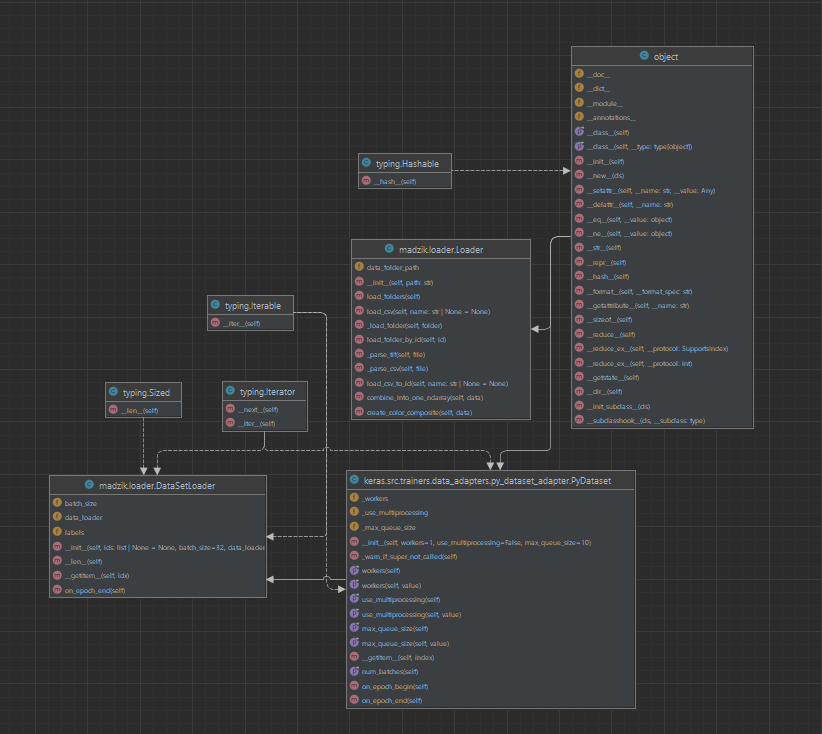 object
__doc__
__dict__
__module__
__annotations__
__class__(self)
__class__(self, __type: type[object])
__init__(self)
__new__(cls)
__setattr__(self, __name: str, __value: Any)
__delattr__(self, __name: str)
__eq__(self, __value: object)
__ne__(self, __value: object)
__str__(self)
__repr__(self)
__hash__(self)
__format__(self, __format_spec: str)
__getattribute__(self, __name: str)
__sizeof__(self)
__reduce__(self)
__reduce_ex__(self, __protocol: SupportsIndex)
__reduce_ex__(self, __protocol: int)
__getstate__(self)
__dir__(self)
__init_subclass__(cls)
__subclasshook__(cls, __subclass: type)
typing.Hashable
__hash__(self)
madzik.loader.Loader
data_folder_path
__init__(self, path: str)
load_folders(self)
load_csv(self, name: str | None = None)
_load_folder(self, folder)
load_folder_by_id(self, id)
_parse_tif(self, file)
_parse_csv(self, file)
load_csv_to_id(self, name: str | None = None)
combine_into_one_ndarray(self, data)
create_color_composite(self, data)
typing.Iterable
__iter__(self)
typing.Sized
__len__(self)
typing.Iterator
__next__(self)
__iter__(self)
madzik.loader.DataSetLoader
batch_size
data_loader
labels
__init__(self, ids: list | None = None, batch_size=32, data_loader
__len__(self)
__getitem__(self, idx)
on_epoch_end(self)
keras.src.trainers.data_adapters.py_dataset_adapter.PyDataset
_workers
_use_multiprocessing
_max_queue_size
__init__(self, workers=1, use_multiprocessing=False, max_queue_size=10)
_warn_if_super_not_called(self)
workers(self)
workers(self, value)
use_multiprocessing(self)
use_multiprocessing(self, value)
max_queue_size(self)
max_queue_size(self, value)
__getitem__(self, index)
num_batches(self)
on_epoch_begin(self)
on_epoch_end(self)